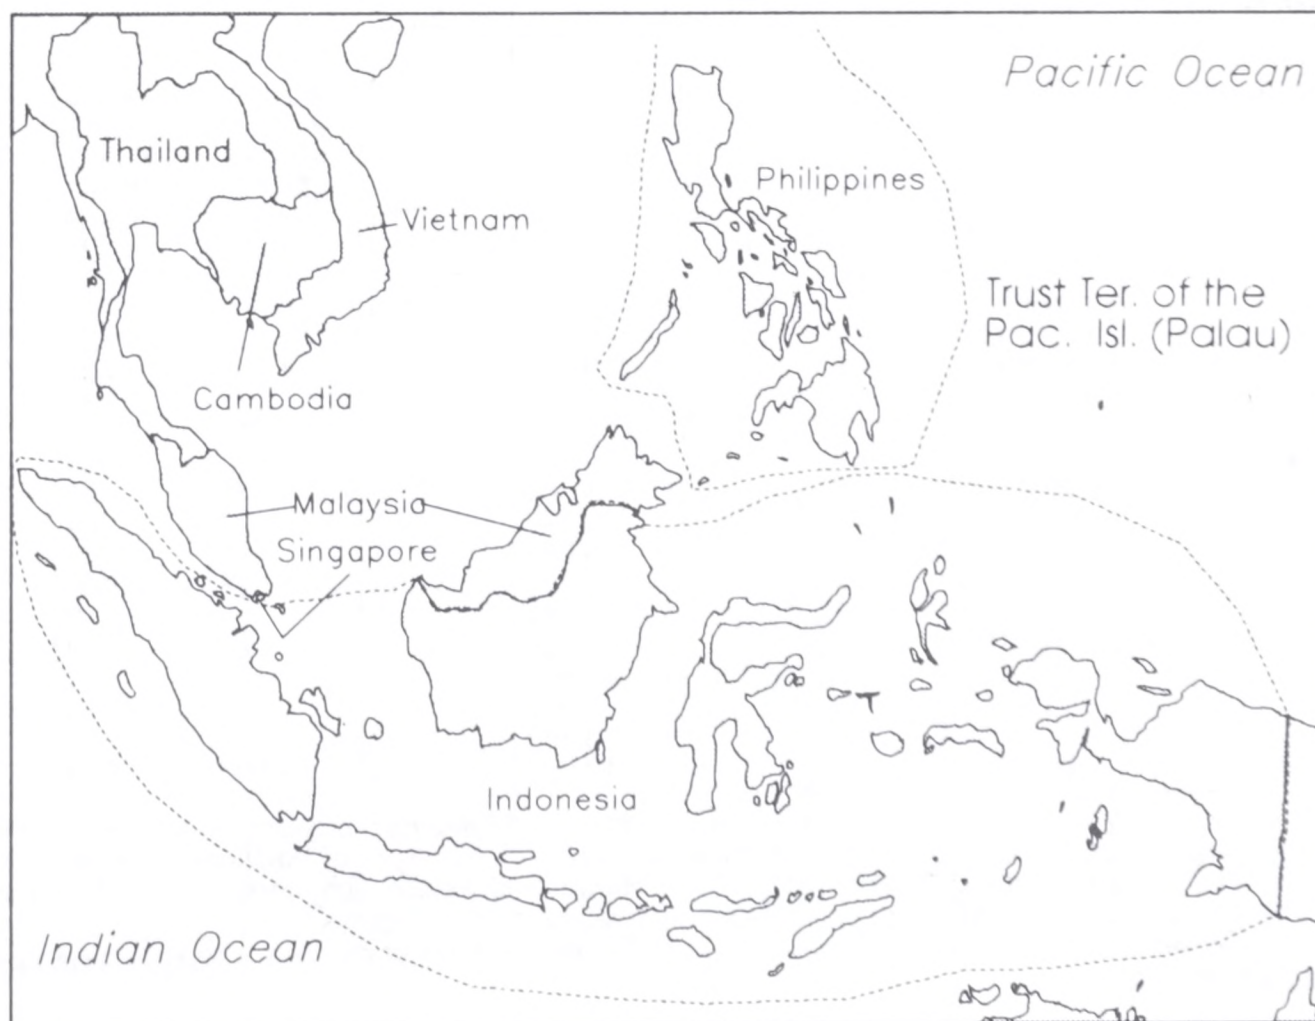 Pacific Ocean
Thailand
Philippines
Vietnam
Trust Ter. of the
Pac. Isl. (Palau)
Cambodia
Malaysia
Singapore
Indonesia
Indian Ocean